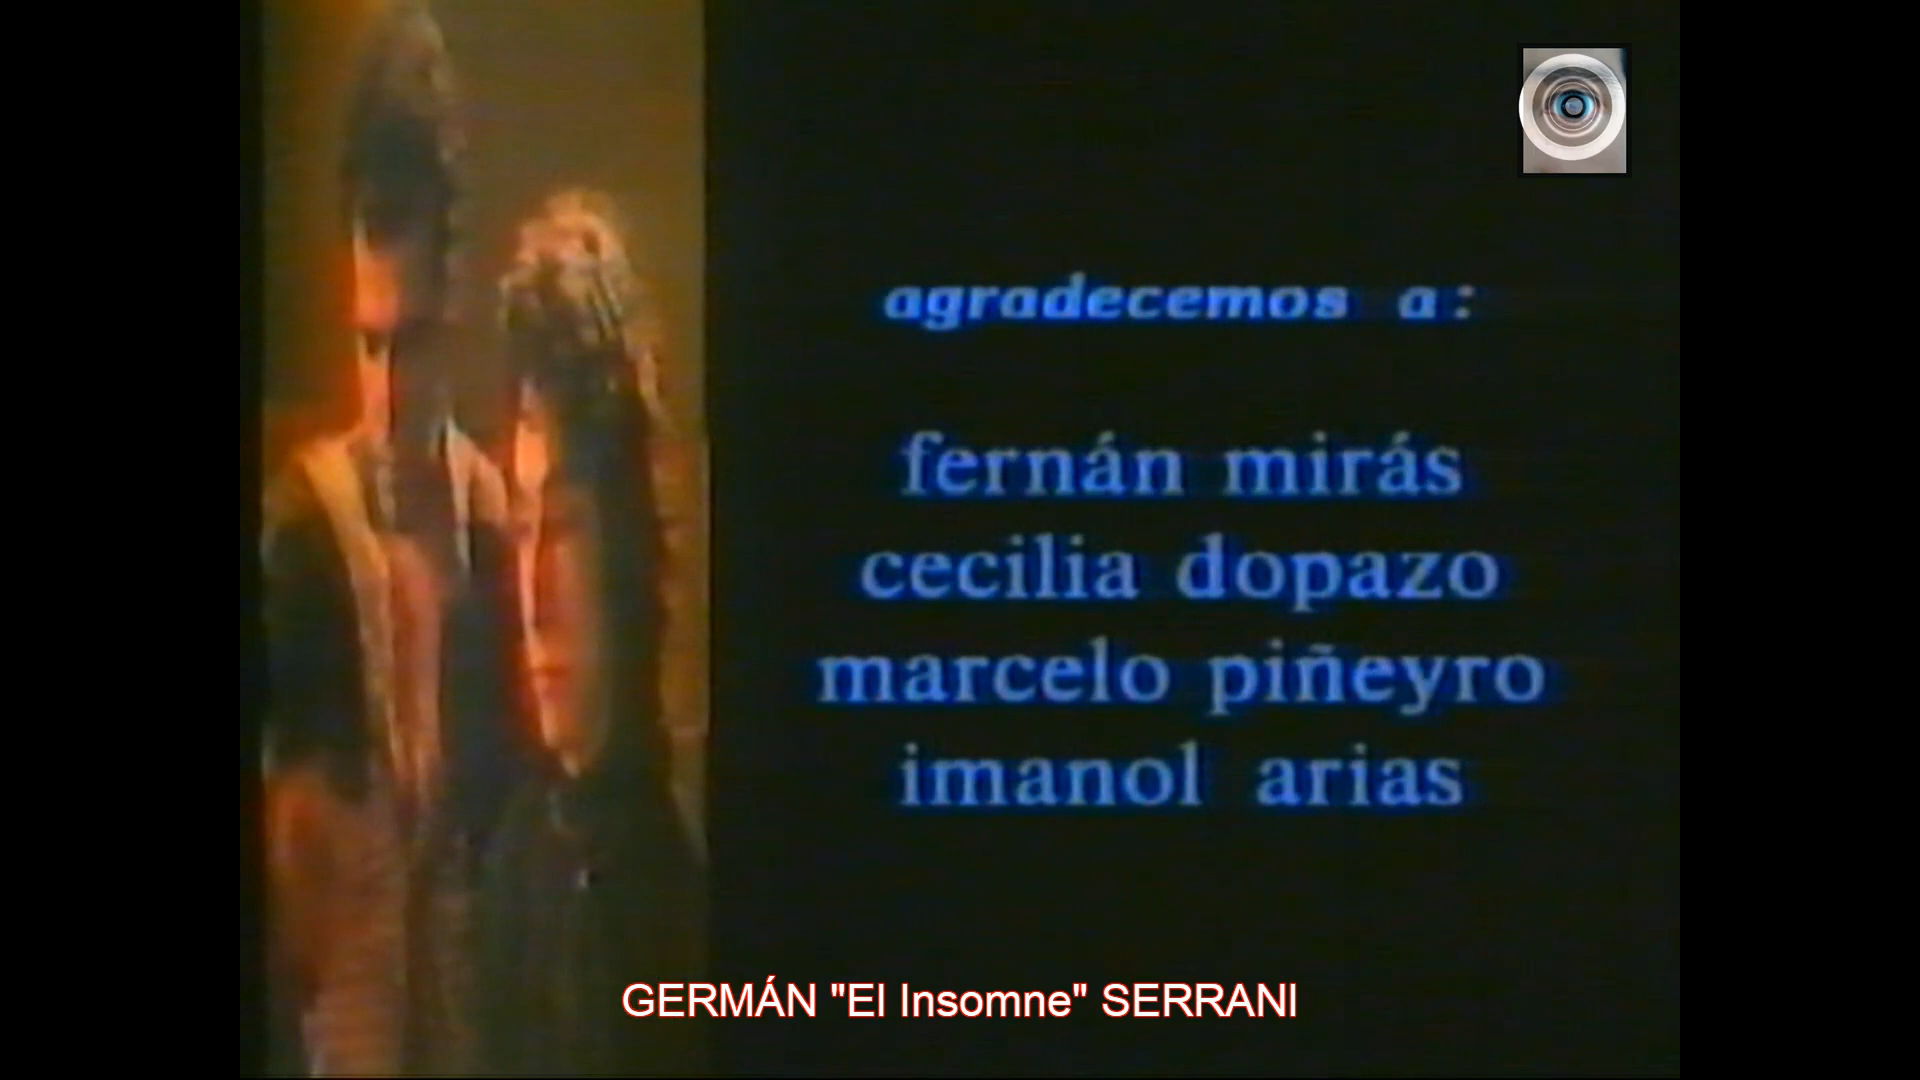 agradecemos a:
fernán mirás
cecilia dopazo
marcelo piñeyro
imanol arias
GERMÁN "El Insomne" SERRANI